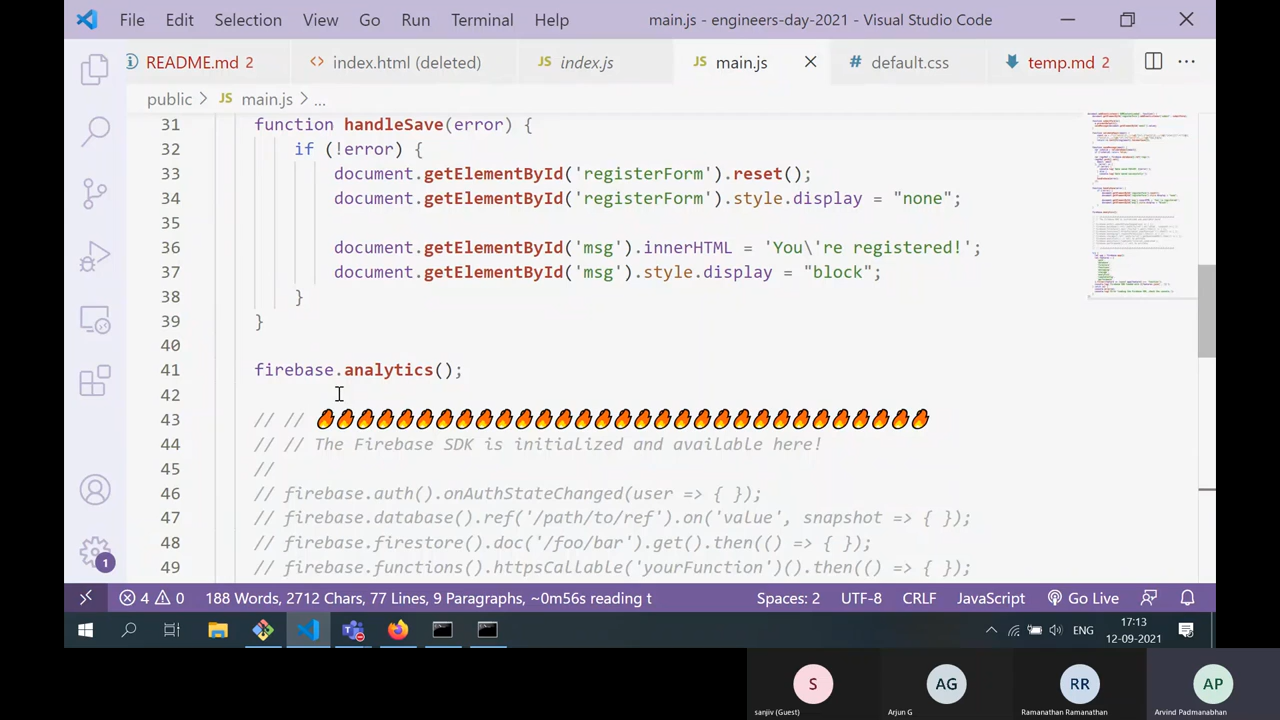 File Edit Selection View Go Run Terminal Help main.js - engineers-day-2021 - Visual Studio Code
README.md 2 index.html (deleted) JS index.js JS main.js # default.css temp.md 2
public > JS main.js > ...
31 function handleSave(error) {
32 if (!error) {
33 document.getElementById('registerForm').reset();
34 document.getElementById('registerForm').style.display = "none";
35
36 document.getElementById('msg').innerHTML = 'You\'re registered!';
37 document.getElementById('msg').style.display = "block";
38 }
39 }
40
41 firebase.analytics();
42
43 // // 🔥🔥🔥🔥🔥🔥🔥🔥🔥🔥🔥🔥🔥🔥🔥🔥🔥🔥🔥🔥🔥🔥🔥🔥🔥🔥🔥🔥🔥🔥🔥
44 // // The Firebase SDK is initialized and available here!
45 //
46 // firebase.auth().onAuthStateChanged(user => { });
47 // firebase.database().ref('/path/to/ref').on('value', snapshot => { });
48 // firebase.firestore().doc('/foo/bar').get().then(() => { });
49 // firebase.functions().httpsCallable('yourFunction')().then(() => { });
4 0 188 Words, 2712 Chars, 77 Lines, 9 Paragraphs, ~0m56s reading t Spaces: 2 UTF-8 CRLF JavaScript Go Live
1
ENG 17:13
12-09-2021
S AG RR AP
sanjiv (Guest) Arjun G Ramanathan Ramanathan Arvind Padmanabhan